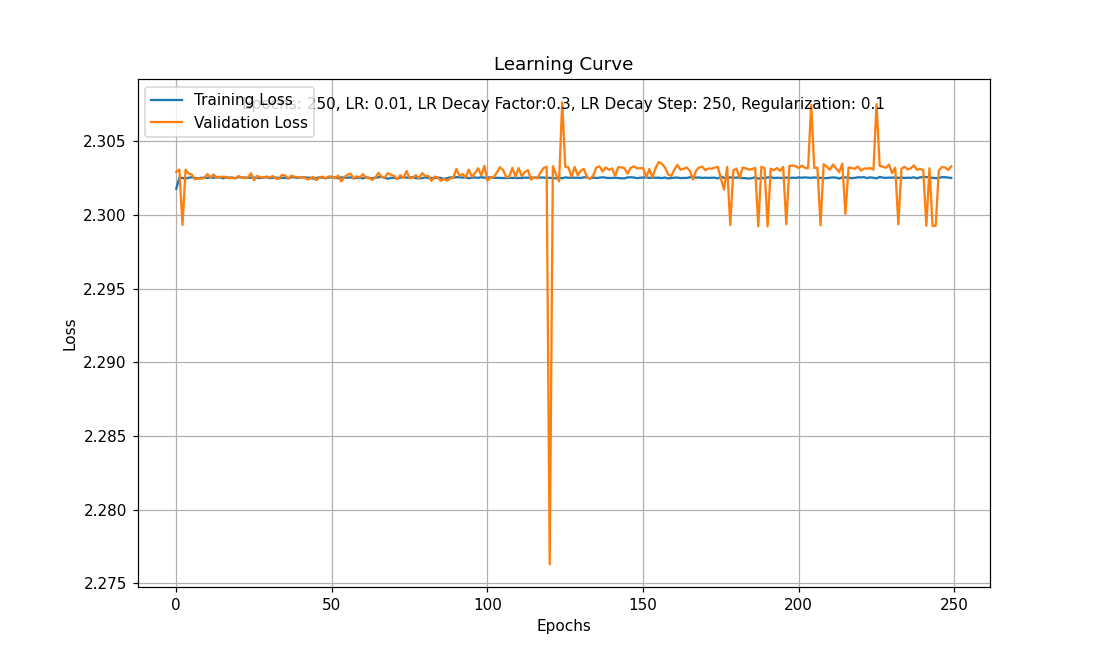 Learning Curve
Epochs: 250, LR: 0.01, LR Decay Factor:0.3, LR Decay Step: 250, Regularization: 0.1
Training Loss
Validation Loss
2.305
2.300
2.295
2.290
2.285
2.280
2.275
Loss
0 50 100 150 200 250
Epochs